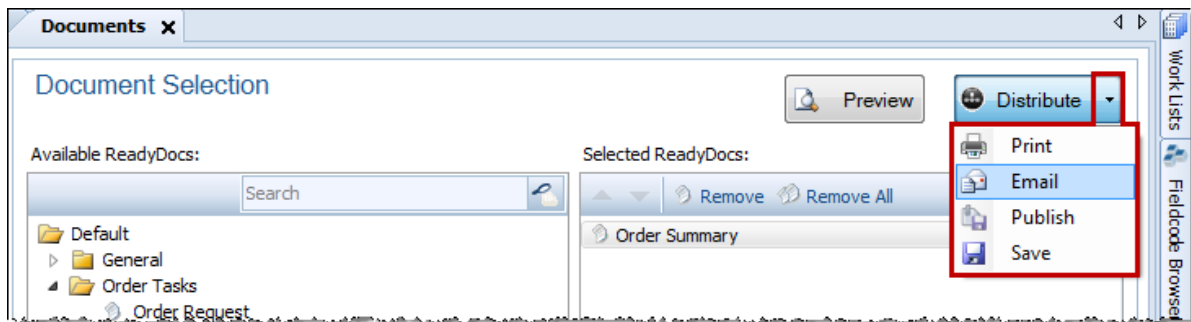 Documents
Document Selection
Preview
Distribute
Print
Email
Publish
Save
Available ReadyDocs:
Search
Default
General
Order Tasks
Order Request
Selected ReadyDocs:
Remove
Remove All
Order Summary
Work Lists
Fieldcode Browser